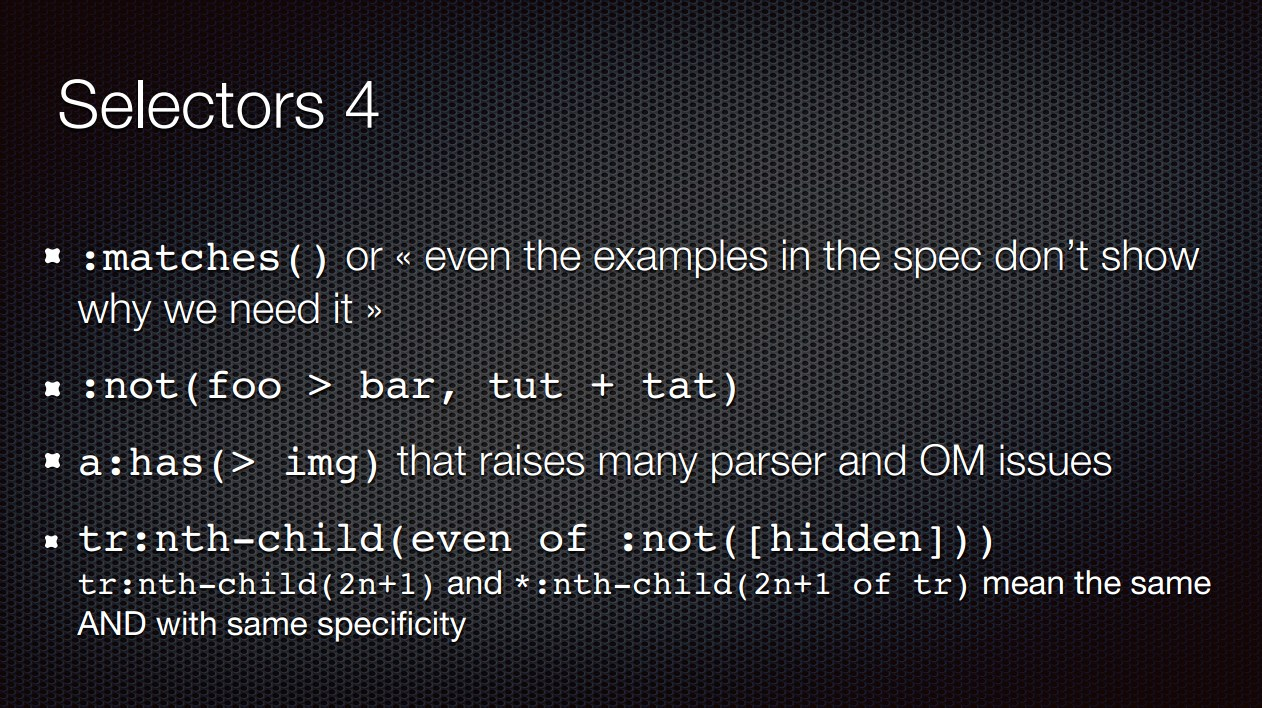 Selectors 4
:matches() or « even the examples in the spec don’t show
why we need it »
:not(foo > bar, tut + tat)
a:has(> img) that raises many parser and OM issues
tr:nth-child(even of :not([hidden]))
tr:nth-child(2n+1) and *:nth-child(2n+1 of tr) mean the same
AND with same specificity